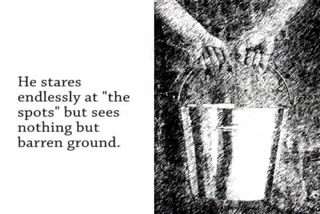 He stares
endlessly at "the
spots" but sees
nothing but
barren ground.